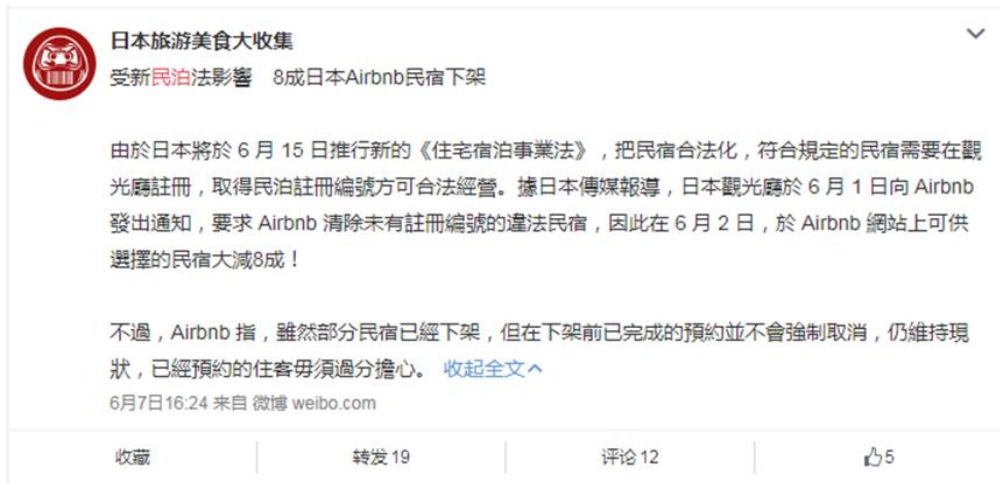 日本旅游美食大收集
受新民泊法影響　8成日本Airbnb民宿下架
由於日本將於 6 月 15 日推行新的《住宅宿泊事業法》，把民宿合法化，符合規定的民宿需要在觀
光廳註冊，取得民泊註冊編號方可合法經營。據日本傳媒報導，日本觀光廳於 6 月 1 日向 Airbnb
發出通知，要求 Airbnb 清除未有註冊編號的違法民宿，因此在 6 月 2 日，於 Airbnb 網站上可供
選擇的民宿大減8成！
不過，Airbnb 指，雖然部分民宿已經下架，但在下架前已完成的預約並不會強制取消，仍維持現
狀，已經預約的住客毋須過分擔心。 收起全文
6月7日16:24 来自 微博 weibo.com
收藏 转发 19 评论 12 5